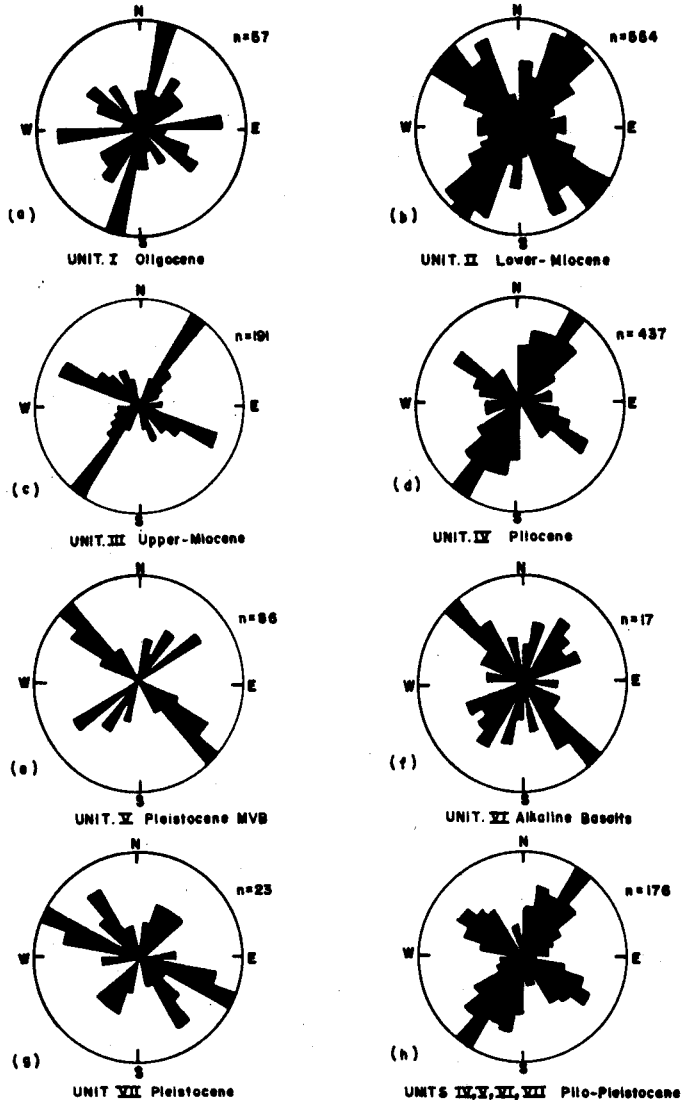 N
n=57
W
E
(a)
S
UNIT. I Oligocene
N
n=564
W
E
(b)
S
UNIT. II Lower-Miocene
N
n=191
W
E
(c)
S
UNIT. III Upper-Miocene
N
n=437
W
E
(d)
S
UNIT. IV Pliocene
N
n=86
W
E
(e)
S
UNIT. V Pleistocene MVB
N
n=17
W
E
(f)
S
UNIT. VI Alkaline Basalts
N
n=23
W
E
(g)
S
UNIT VII Pleistocene
N
n=176
W
E
(h)
S
UNITS IV,V,VI,VII Plio-Pleistocene